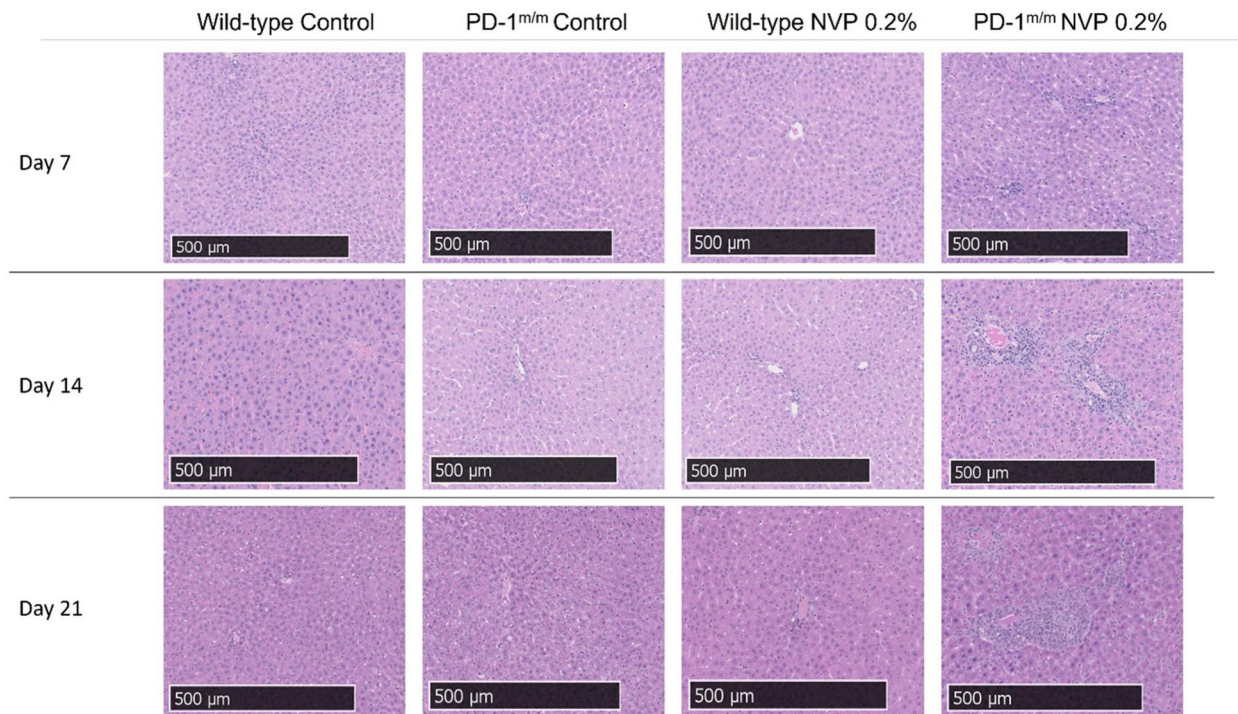 Wild-type Control PD-1m/m Control Wild-type NVP 0.2% PD-1m/m NVP 0.2%
Day 7
500 µm 500 µm 500 µm 500 µm
Day 14
500 µm 500 µm 500 µm 500 µm
Day 21
500 µm 500 µm 500 µm 500 µm